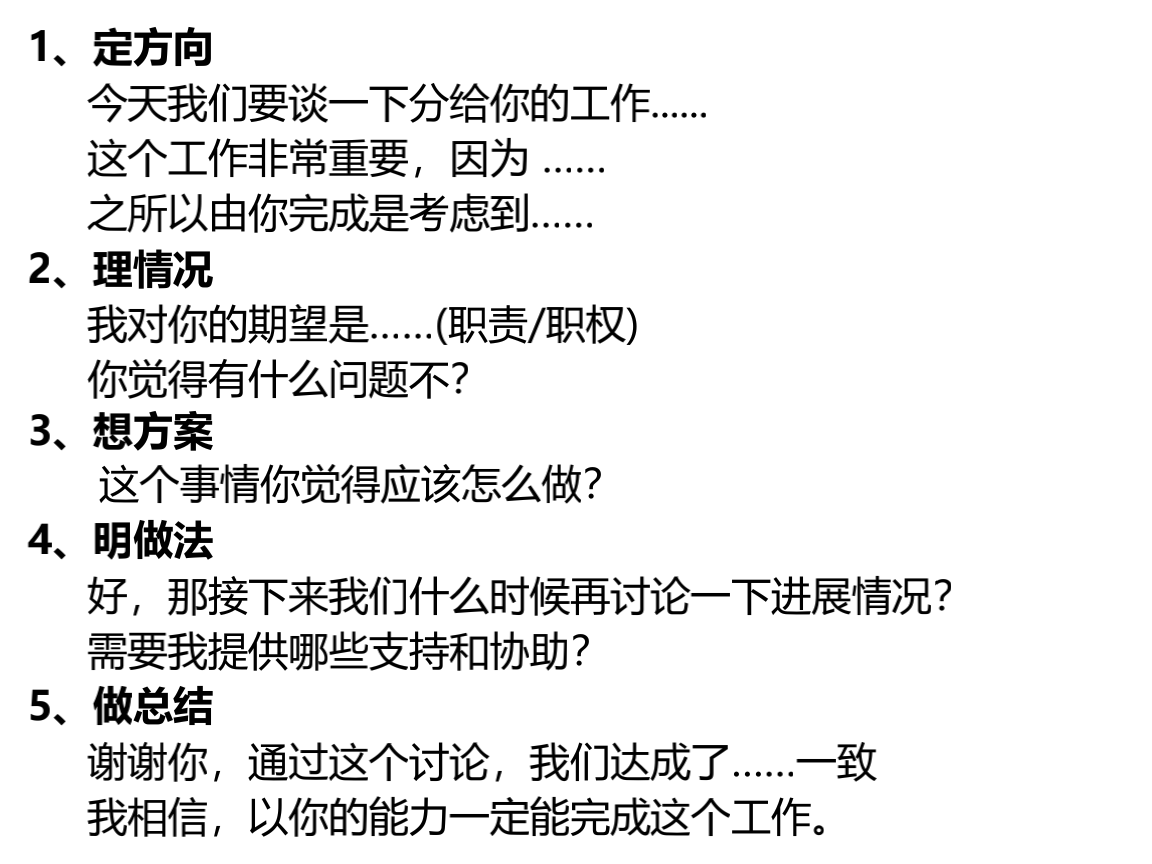 1、定方向
今天我们要谈一下分给你的工作......
这个工作非常重要，因为 ……
之所以由你完成是考虑到……
2、理情况
我对你的期望是……(职责/职权)
你觉得有什么问题不？
3、想方案
这个事情你觉得应该怎么做？
4、明做法
好，那接下来我们什么时候再讨论一下进展情况？
需要我提供哪些支持和协助？
5、做总结
谢谢你，通过这个讨论，我们达成了……一致
我相信，以你的能力一定能完成这个工作。